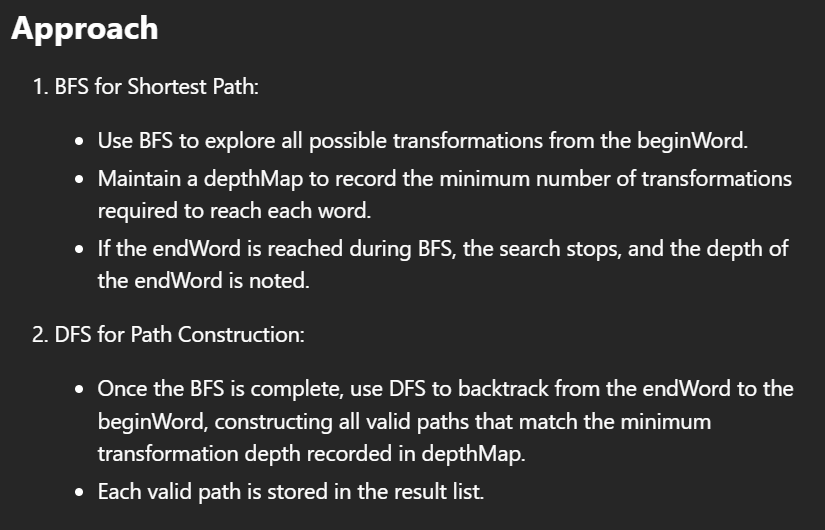 Approach
1. BFS for Shortest Path:
• Use BFS to explore all possible transformations from the beginWord.
• Maintain a depthMap to record the minimum number of transformations
required to reach each word.
• If the endWord is reached during BFS, the search stops, and the depth of
the endWord is noted.
2. DFS for Path Construction:
• Once the BFS is complete, use DFS to backtrack from the endWord to the
beginWord, constructing all valid paths that match the minimum
transformation depth recorded in depthMap.
• Each valid path is stored in the result list.